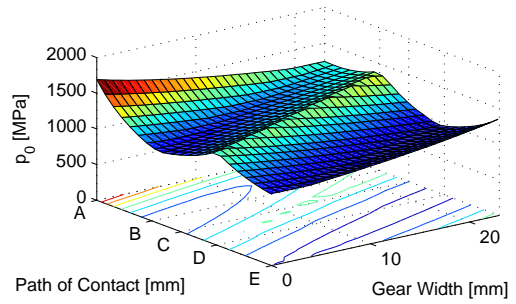 2000
1500
1000
500
0
p0 [MPa]
A
B
C
D
E
Path of Contact [mm]
0
10
20
Gear Width [mm]